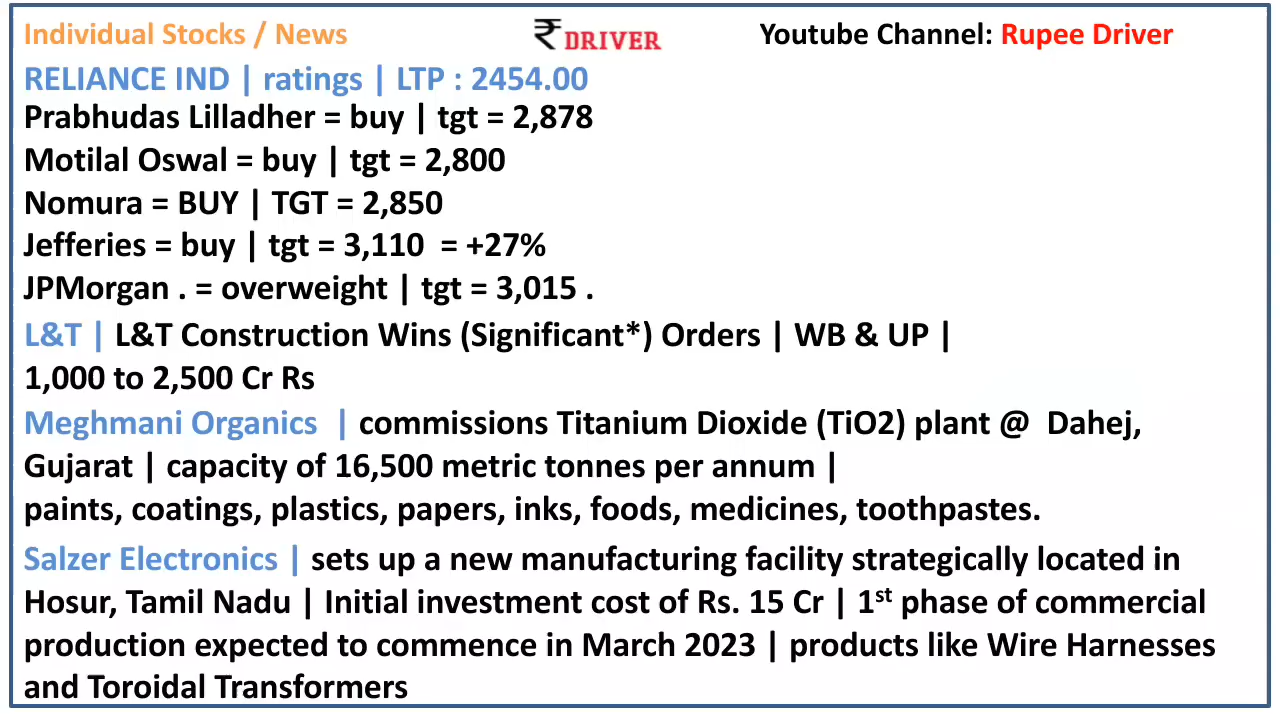 Individual Stocks / News ₹ DRIVER Youtube Channel: Rupee Driver
RELIANCE IND | ratings | LTP : 2454.00
Prabhudas Lilladher = buy | tgt = 2,878
Motilal Oswal = buy | tgt = 2,800
Nomura = BUY | TGT = 2,850
Jefferies = buy | tgt = 3,110 = +27%
JPMorgan . = overweight | tgt = 3,015 .
L&T | L&T Construction Wins (Significant*) Orders | WB & UP |
1,000 to 2,500 Cr Rs
Meghmani Organics | commissions Titanium Dioxide (TiO2) plant @ Dahej,
Gujarat | capacity of 16,500 metric tonnes per annum |
paints, coatings, plastics, papers, inks, foods, medicines, toothpastes.
Salzer Electronics | sets up a new manufacturing facility strategically located in
Hosur, Tamil Nadu | Initial investment cost of Rs. 15 Cr | 1st phase of commercial
production expected to commence in March 2023 | products like Wire Harnesses
and Toroidal Transformers